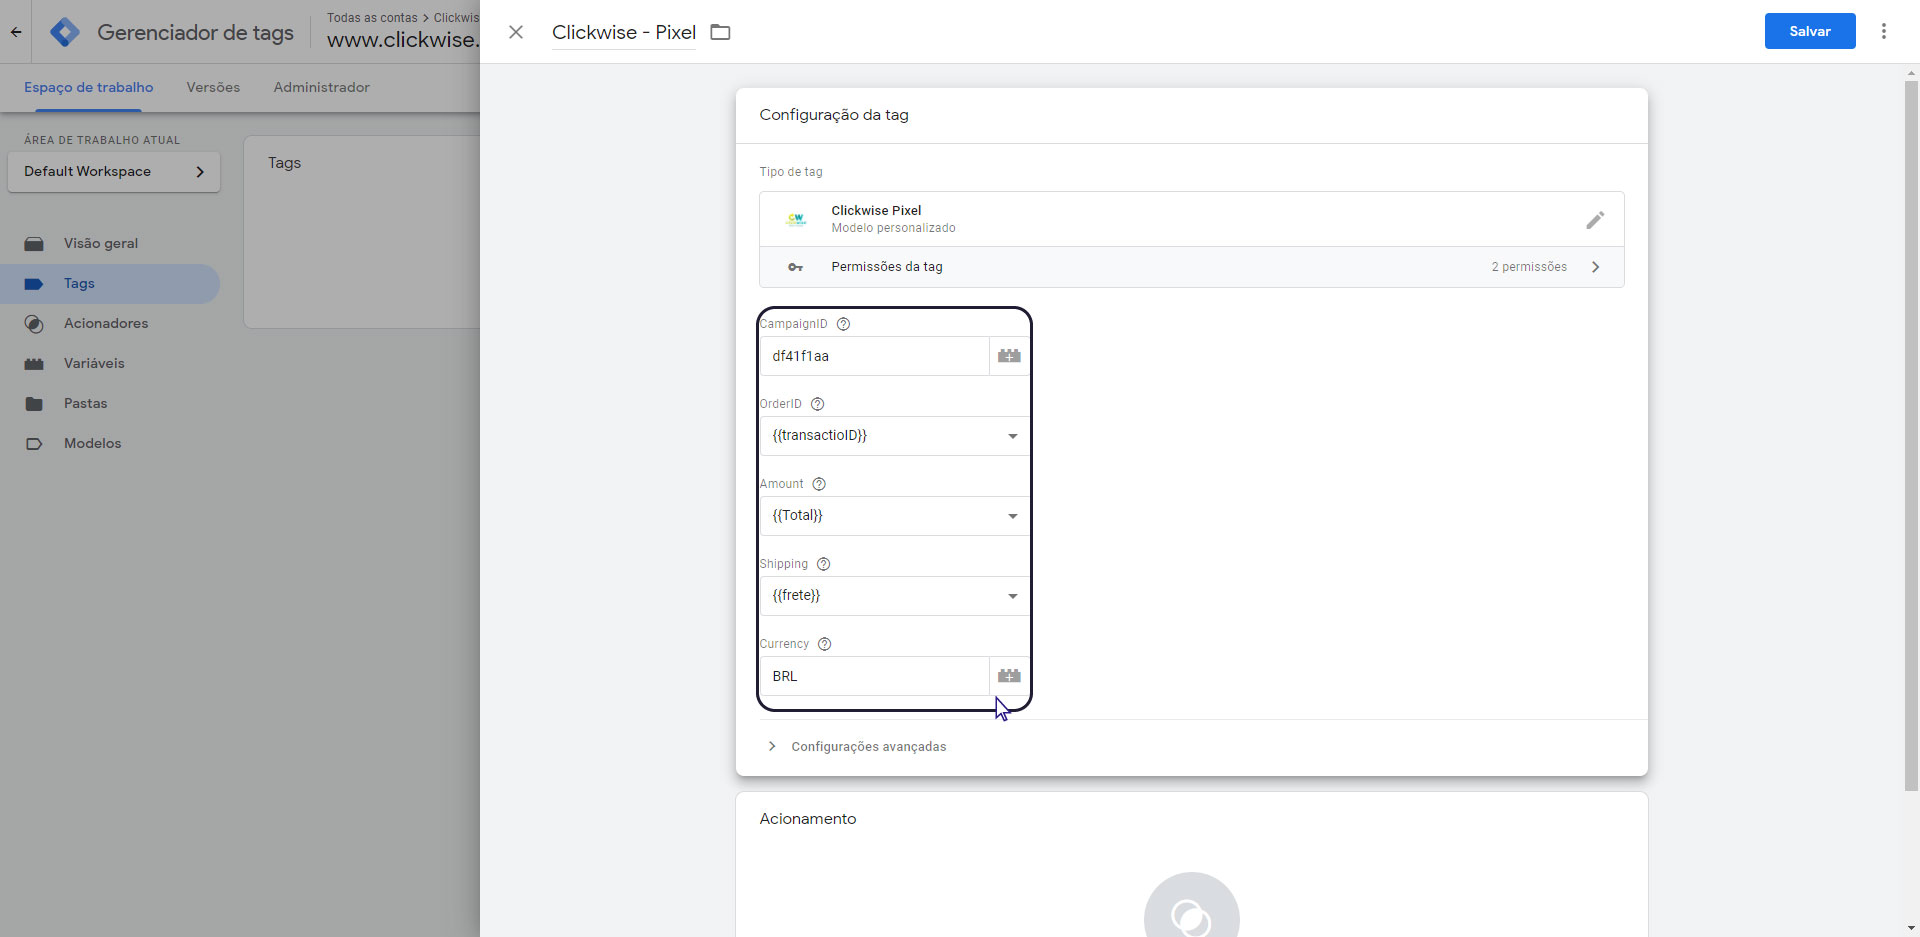 Gerenciador de tags
Todas as contas > Clickwis
www.clickwise.
Clickwise - Pixel
Salvar
Espaço de trabalho
Versões
Administrador
ÁREA DE TRABALHO ATUAL
Default Workspace
Visão geral
Tags
Acionadores
Variáveis
Pastas
Modelos
Tags
Configuração da tag
Tipo de tag
CW
Clickwise Pixel
Modelo personalizado
Permissões da tag
2 permissões
CampaignID
df41f1aa
OrderID
{{transactioID}}
Amount
{{Total}}
Shipping
{{frete}}
Currency
BRL
Configurações avançadas
Acionamento